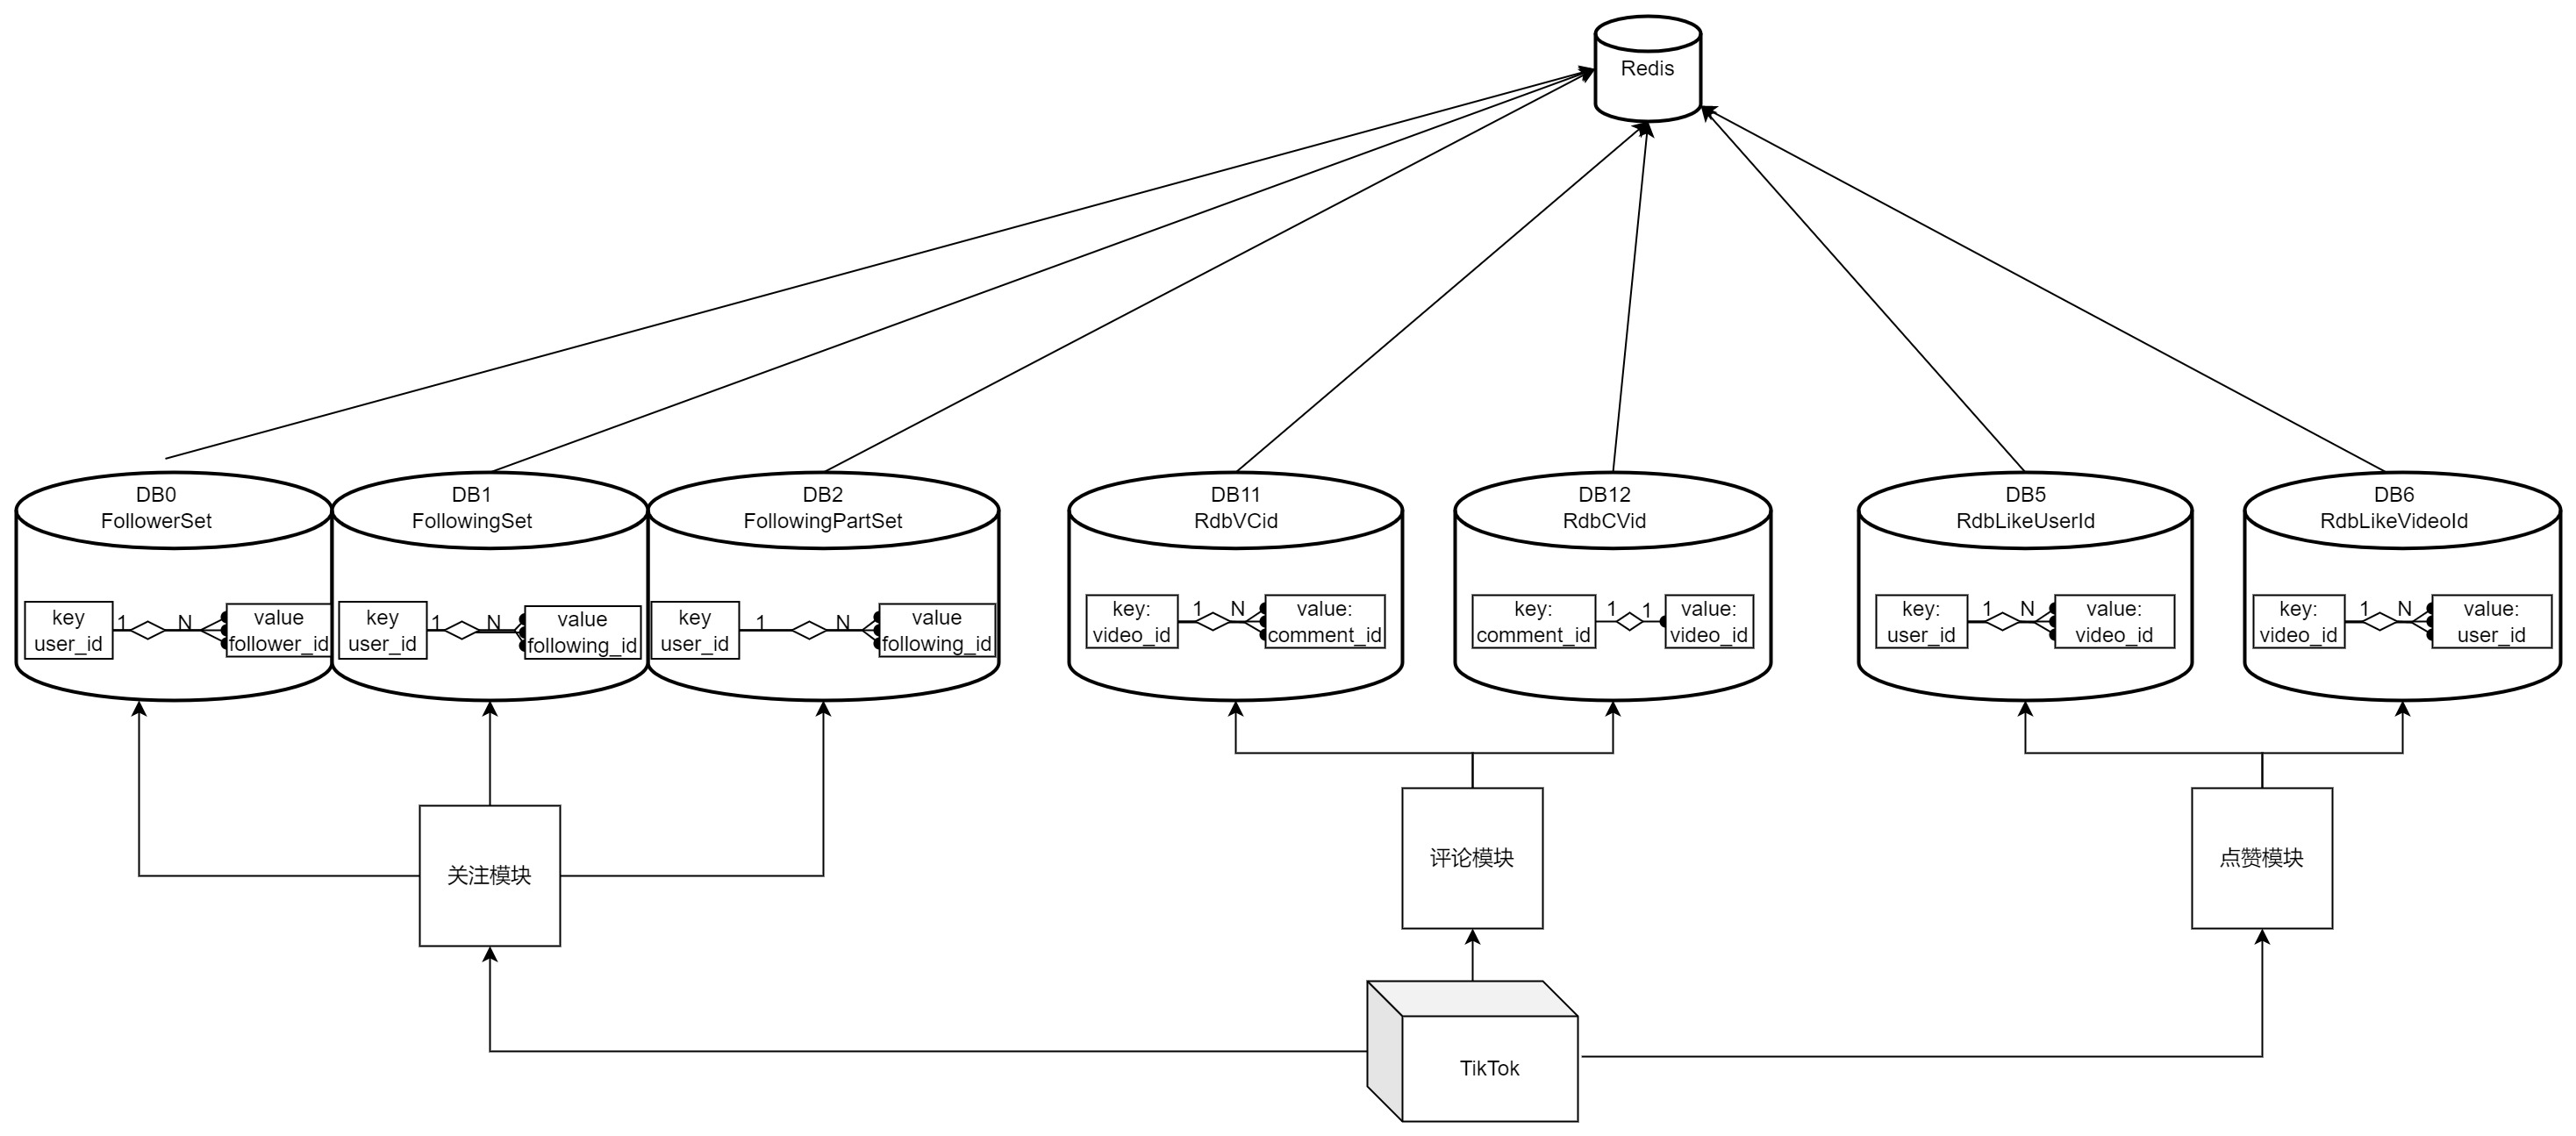 Redis
DB0
FollowerSet
key
user_id
1
N
value
follower_id
DB1
FollowingSet
key
user_id
1
N
value
following_id
DB2
FollowingPartSet
key
user_id
1
N
value
following_id
DB11
RdbVCid
key:
video_id
1
N
value:
comment_id
DB12
RdbCVid
key:
comment_id
1
1
value:
video_id
DB5
RdbLikeUserId
key:
user_id
1
N
value:
video_id
DB6
RdbLikeVideoId
key:
video_id
1
N
value:
user_id
关注模块
评论模块
点赞模块
TikTok